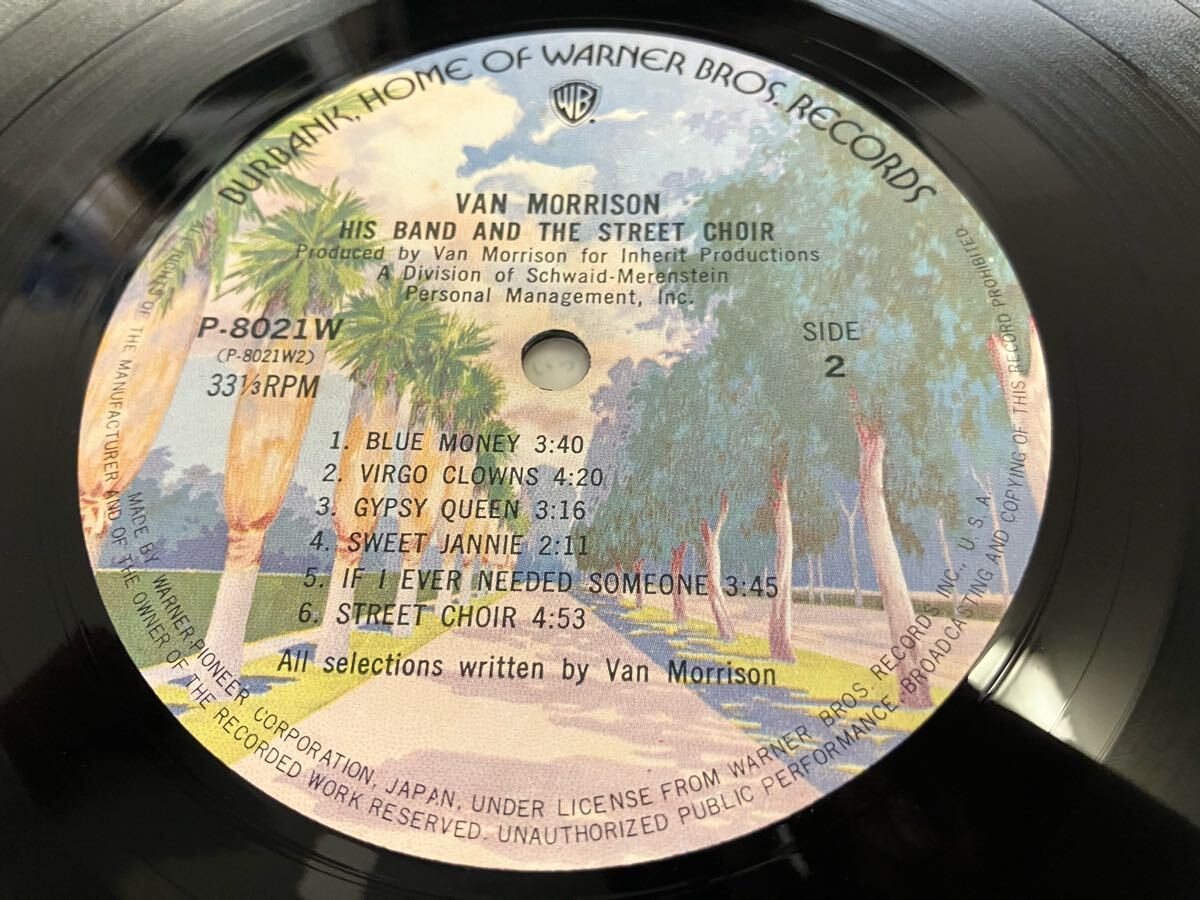 BURBANK, HOME OF WARNER BROS. RECORDS
WB
VAN MORRISON
HIS BAND AND THE STREET CHOIR
Produced by Van Morrison for Inherit Productions
A Division of Schwaid-Merenstein
Personal Management, Inc.
P-8021W
(P-8021W2)
33⅓RPM
SIDE
2
1. BLUE MONEY 3:40
2. VIRGO CLOWNS 4:20
3. GYPSY QUEEN 3:16
4. SWEET JANNIE 2:11
5. IF I EVER NEEDED SOMEONE 3:45
6. STREET CHOIR 4:53
All selections written by Van Morrison
MADE BY WARNER-PIONEER CORPORATION, JAPAN, UNDER LICENSE FROM WARNER BROS. RECORDS, INC., U.S.A.
ALL RIGHTS OF THE MANUFACTURER AND OF THE OWNER OF THE RECORDED WORK RESERVED. UNAUTHORIZED PUBLIC PERFORMANCE, BROADCASTING AND COPYING OF THIS RECORD PROHIBITED.